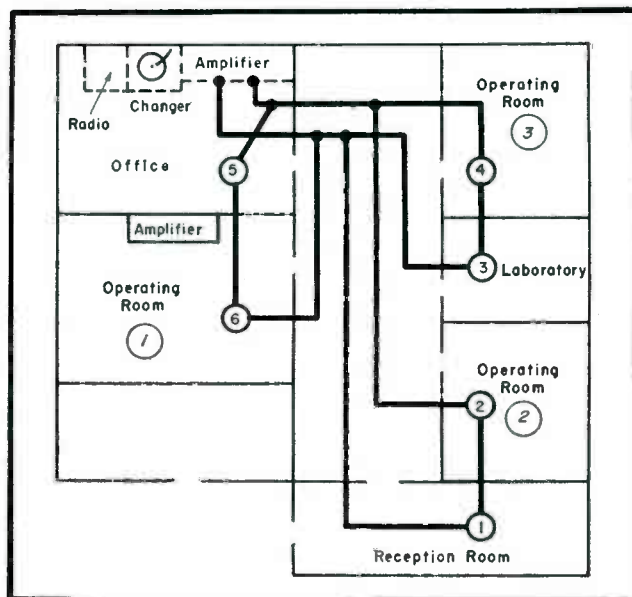 Amplifier
Radio
Changer
Operating
Room
3
Office
5
4
Amplifier
3
Laboratory
Operating
Room
1
6
Operating
Room
2
2
1
Reception Room